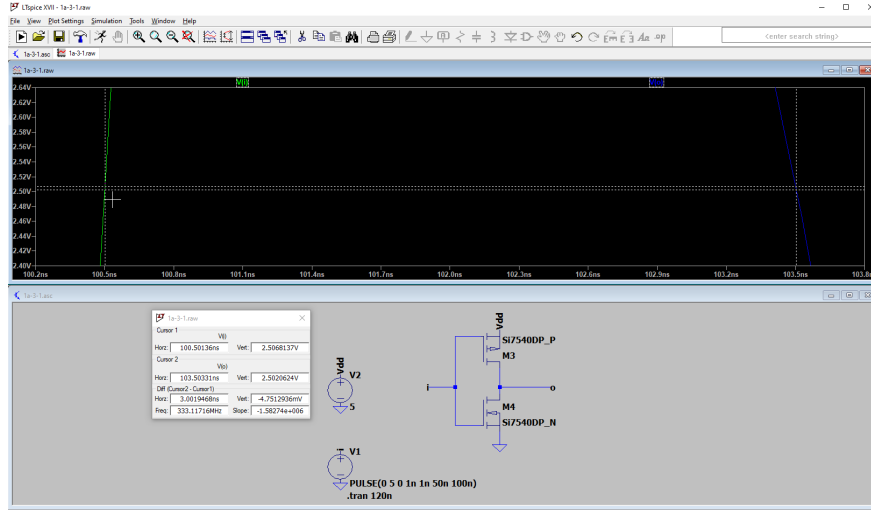 LTspice XVII - 1a-3-1.raw
File View Plot Settings Simulation Tools Window Help
<enter search string>
1a-3-1.asc 1a-3-1.raw
1a-3-1.raw
V(i)
2.64V
2.62V
2.60V
2.58V
2.56V
2.54V
2.52V
2.50V
2.48V
2.46V
2.44V
2.42V
2.40V
100.2ns 100.5ns 100.8ns 101.1ns 101.4ns 101.7ns 102.0ns 102.3ns 102.6ns 102.9ns 103.2ns 103.5ns 103.8n
1a-3-1.asc
1a-3-1.raw
Cursor 1
V(i)
Horz: 100.50136ns Vert: 2.5068137V
Cursor 2
V(o)
Horz: 103.50331ns Vert: 2.5020624V
Diff (Cursor2 - Cursor1)
Horz: 3.0019468ns Vert: -4.7512936mV
Freq: 333.11716MHz Slope: -1.58274e+006
Vdd
V2
5
V1
PULSE(0 5 0 1n 1n 50n 100n)
.tran 120n
Vdd
Si7540DP_P
M3
i
o
M4
Si7540DP_N